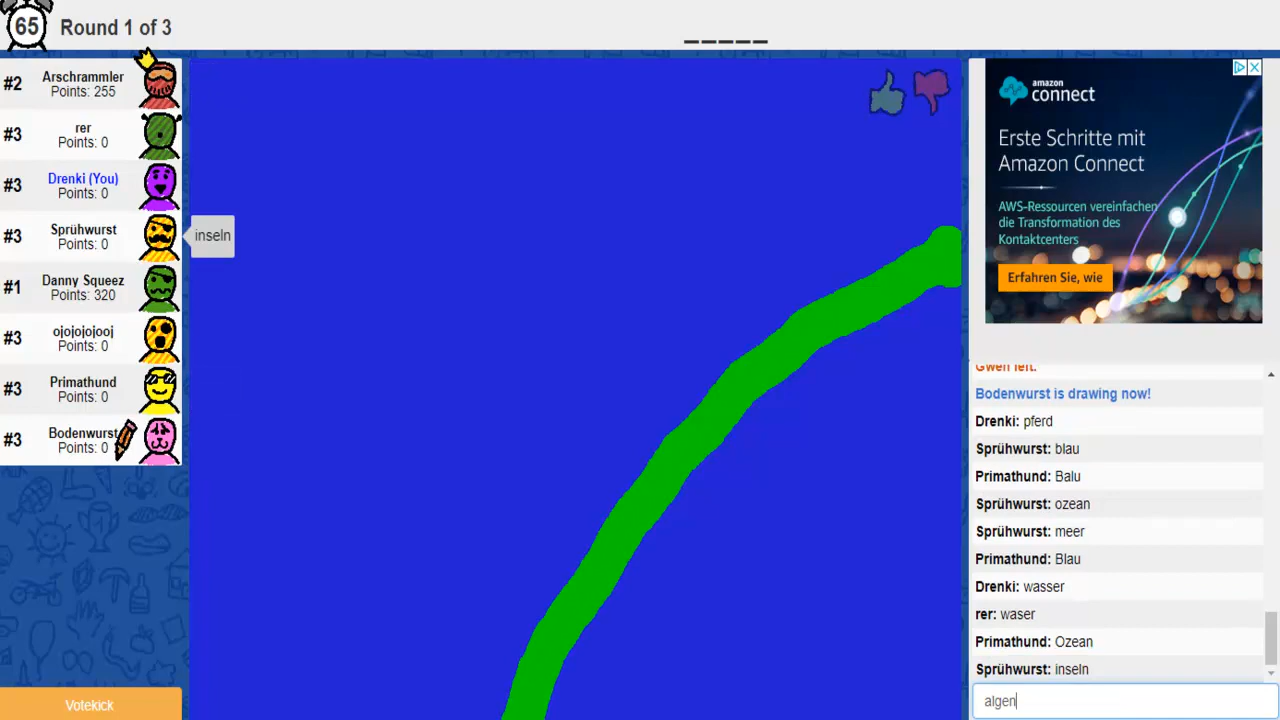 65 Round 1 of 3
_ _ _ _ _
#2 Arschrammler
Points: 255
#3 rer
Points: 0
#3 Drenki (You)
Points: 0
#3 Sprühwurst
Points: 0
inseln
#1 Danny Squeez
Points: 320
#3 ojojojojooj
Points: 0
#3 Primathund
Points: 0
#3 Bodenwurst
Points: 0
Votekick
amazon
connect
Erste Schritte mit
Amazon Connect
AWS-Ressourcen vereinfachen
die Transformation des
Kontaktcenters
Erfahren Sie, wie
Gwen left.
Bodenwurst is drawing now!
Drenki: pferd
Sprühwurst: blau
Primathund: Balu
Sprühwurst: ozean
Sprühwurst: meer
Primathund: Blau
Drenki: wasser
rer: waser
Primathund: Ozean
Sprühwurst: inseln
algen